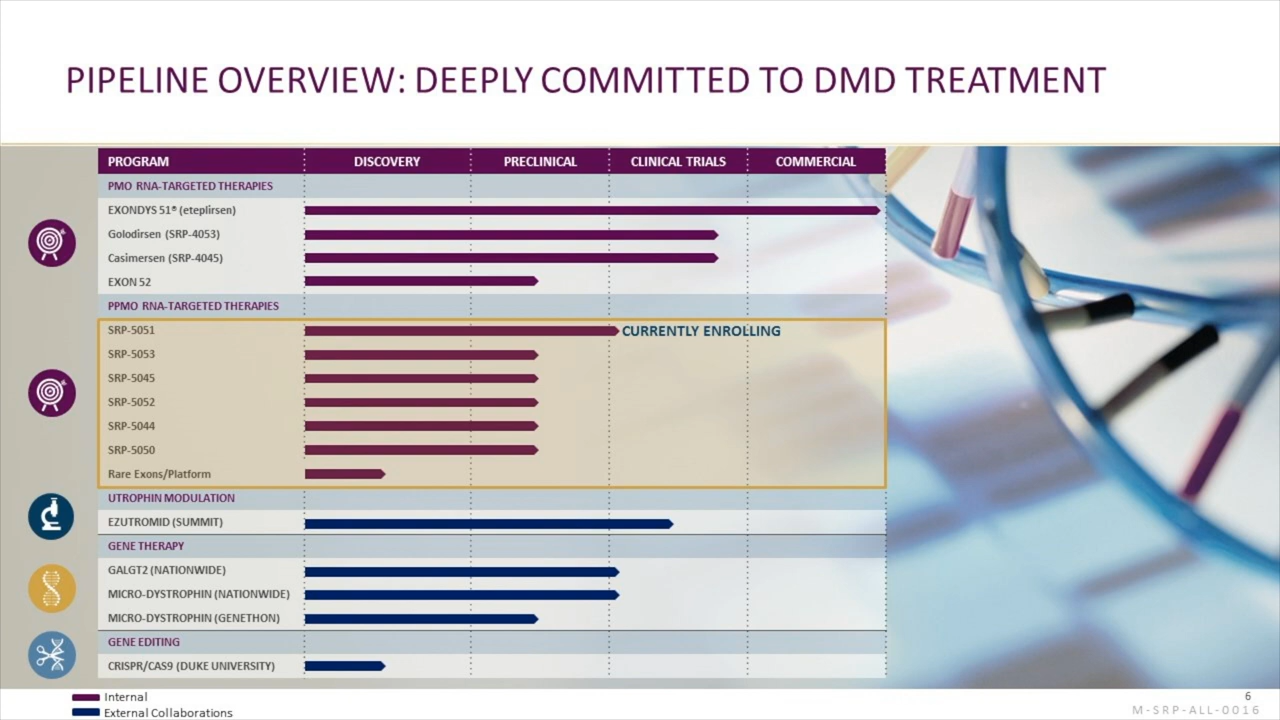 PIPELINE OVERVIEW: DEEPLY COMMITTED TO DMD TREATMENT
PROGRAM DISCOVERY PRECLINICAL CLINICAL TRIALS COMMERCIAL
PMO RNA-TARGETED THERAPIES
EXONDYS 51® (eteplirsen)
Golodirsen (SRP-4053)
Casimersen (SRP-4045)
EXON 52
PPMO RNA-TARGETED THERAPIES
SRP-5051 CURRENTLY ENROLLING
SRP-5053
SRP-5045
SRP-5052
SRP-5044
SRP-5050
Rare Exons/Platform
UTROPHIN MODULATION
EZUTROMID (SUMMIT)
GENE THERAPY
GALGT2 (NATIONWIDE)
MICRO-DYSTROPHIN (NATIONWIDE)
MICRO-DYSTROPHIN (GENETHON)
GENE EDITING
CRISPR/CAS9 (DUKE UNIVERSITY)
Internal
External Collaborations
6
M-SRP-ALL-0016